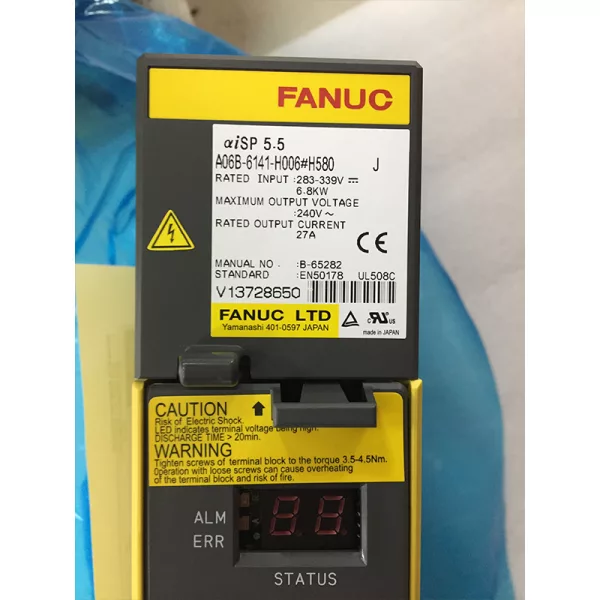 FANUC
αiSP 5.5
A06B-6141-H006#H580 J
RATED INPUT :283-339V ⎓
6.8KW
MAXIMUM OUTPUT VOLTAGE
:240V~
RATED OUTPUT CURRENT
27A
CE
MANUAL NO. :B-65282
STANDARD :EN50178 UL508C
V13728650
FANUC LTD
Yamanashi 401-0597 JAPAN
c RU us
made in JAPAN
CAUTION
Risk of Electric Shock.
LED indicates terminal voltage being high.
DISCHARGE TIME > 20min.
WARNING
Tighten screws of terminal block to the torque 3.5-4.5Nm.
Operation with loose screws can cause overheating
of the terminal block and risk of fire.
ALM
ERR
STATUS